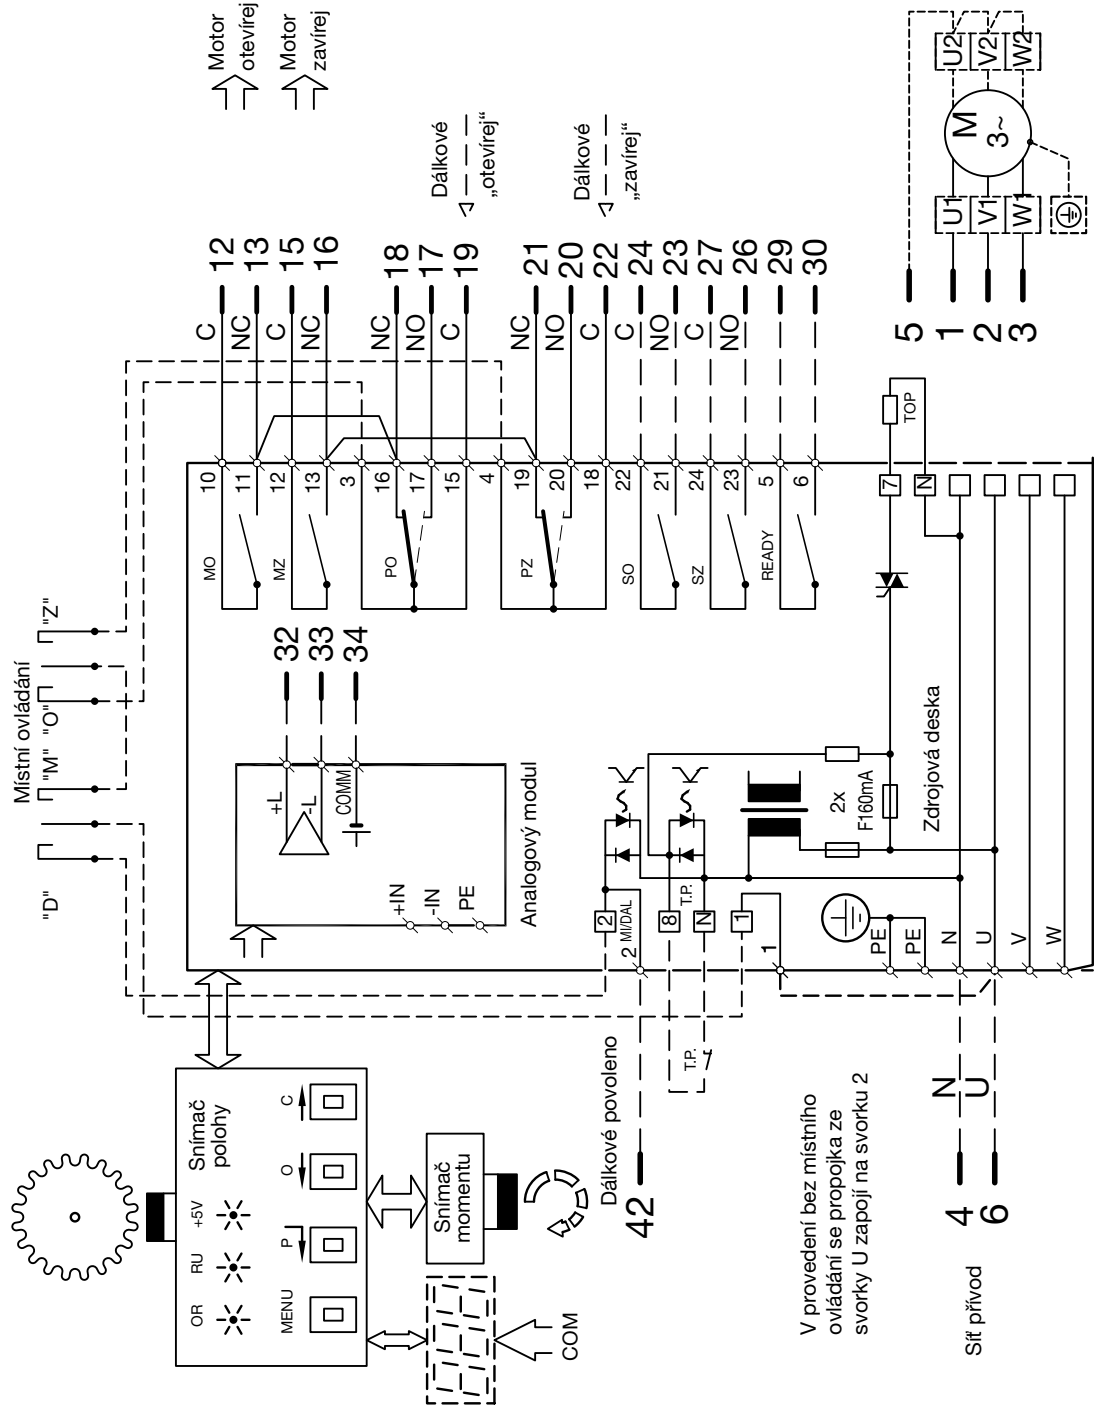 Místní ovládání
"D"
"M"
"O"
"Z"
Motor
otevírej
Motor
zavírej
Snímač
polohy
OR
RU
+5V
MENU
P
O
C
Snímač
momentu
COM
Analogový modul
+L
-L
COMM
+IN
-IN
PE
32
33
34
MO
10
C
12
11
NC
13
MZ
12
C
15
13
NC
16
3
PO
16
NC
18
17
NO
17
15
C
19
4
PZ
19
NC
21
20
NO
20
18
C
22
SO
22
C
24
21
NO
23
SZ
24
C
27
23
NO
26
READY
5
29
6
30
Dálkové
„otevírej“
Dálkové
„zavírej“
Dálkové povoleno
42
2
2
MI/DAL
8
T.P.
N
1
1
T.P.
2x
F160mA
Zdrojová deska
PE
PE
N
U
V
W
7
N
TOP
Síť přívod
4
N
6
U
5
1
2
3
U1
V1
W1
M
3~
U2
V2
W2
V provedení bez místního
ovládání se propojka ze
svorky U zapojí na svorku 2